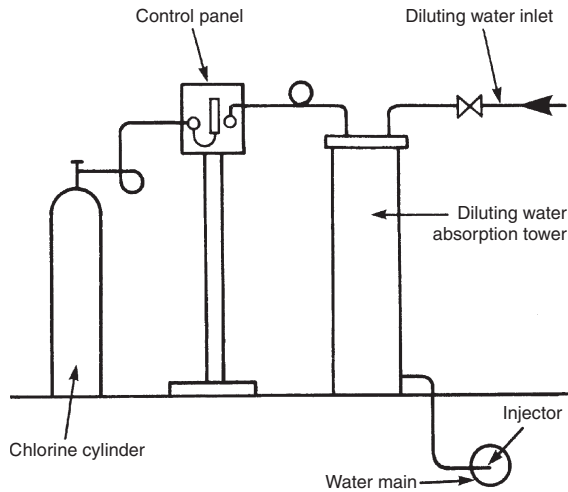 Control panel
Diluting water inlet
Diluting water
absorption tower
Chlorine cylinder
Injector
Water main